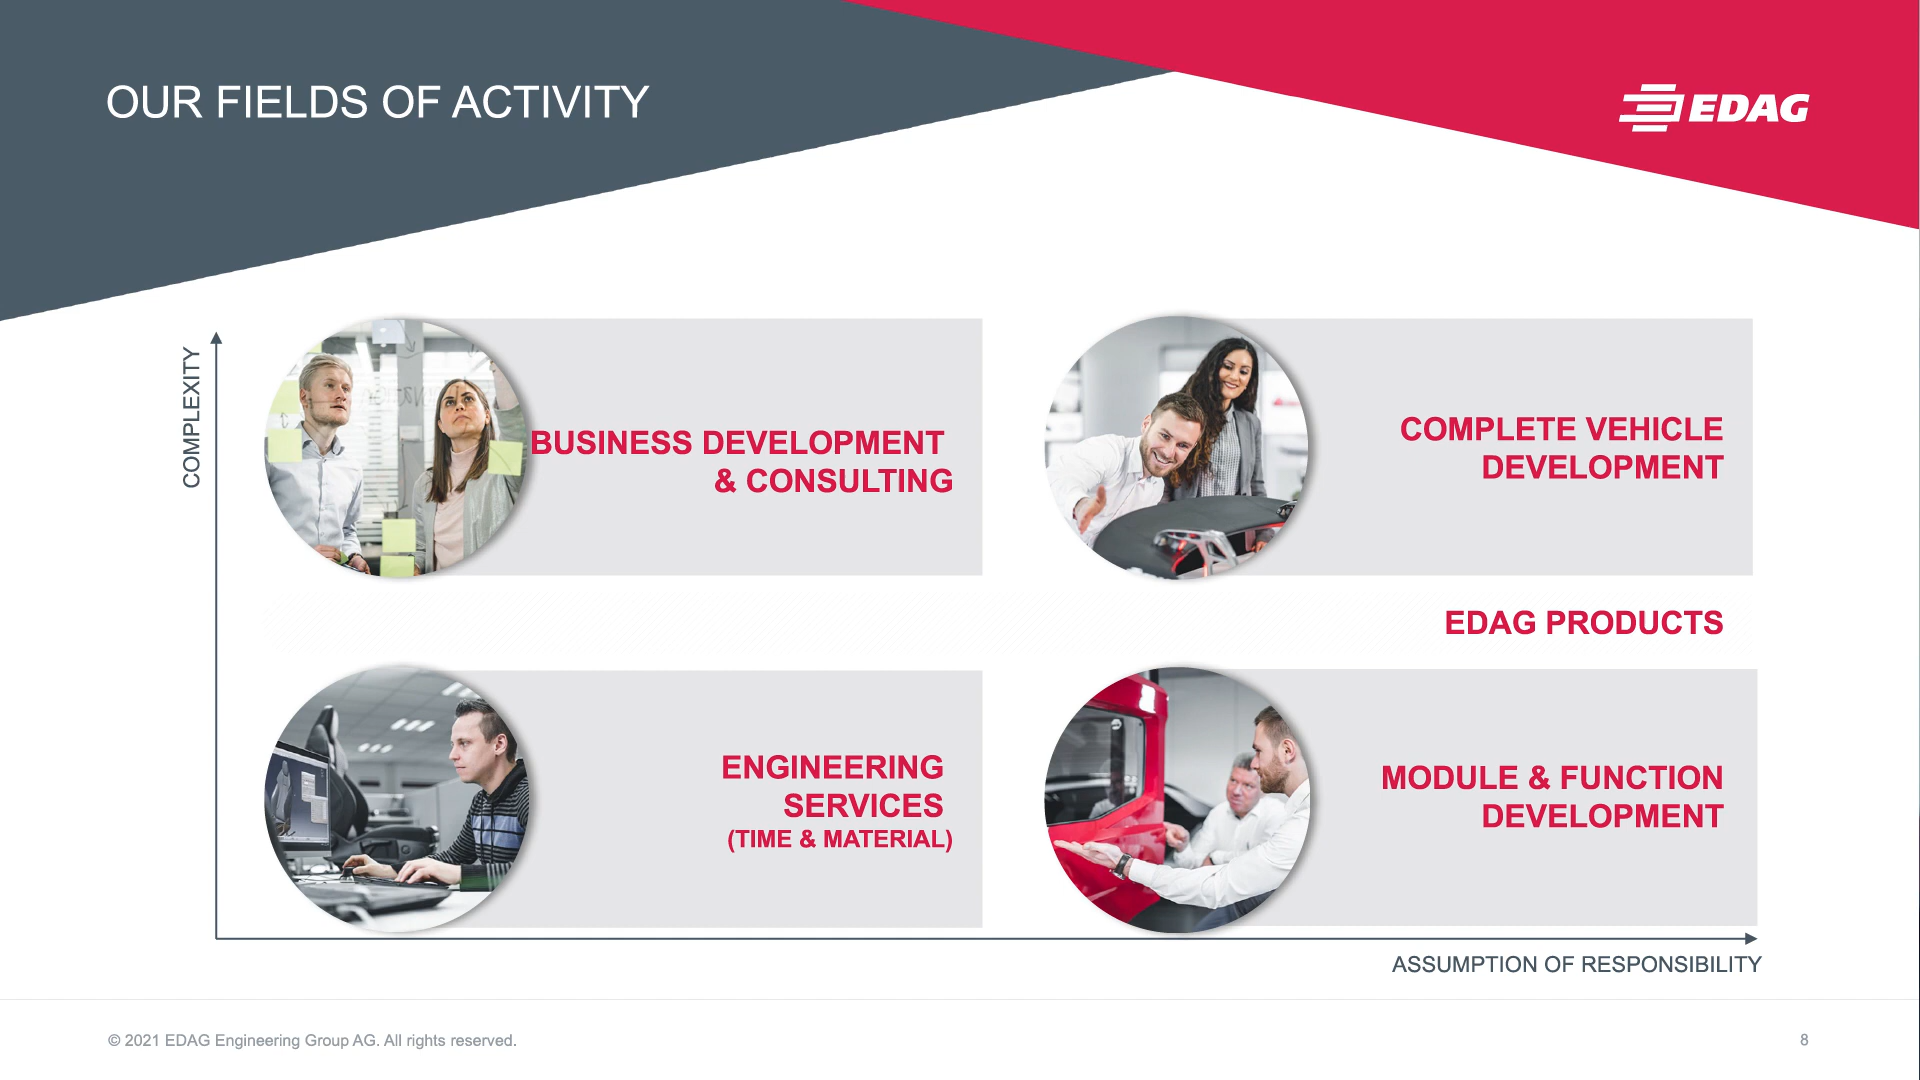 OUR FIELDS OF ACTIVITY
EDAG
COMPLEXITY
BUSINESS DEVELOPMENT
& CONSULTING
COMPLETE VEHICLE
DEVELOPMENT
EDAG PRODUCTS
ENGINEERING
SERVICES
(TIME & MATERIAL)
MODULE & FUNCTION
DEVELOPMENT
ASSUMPTION OF RESPONSIBILITY
© 2021 EDAG Engineering Group AG. All rights reserved.
8